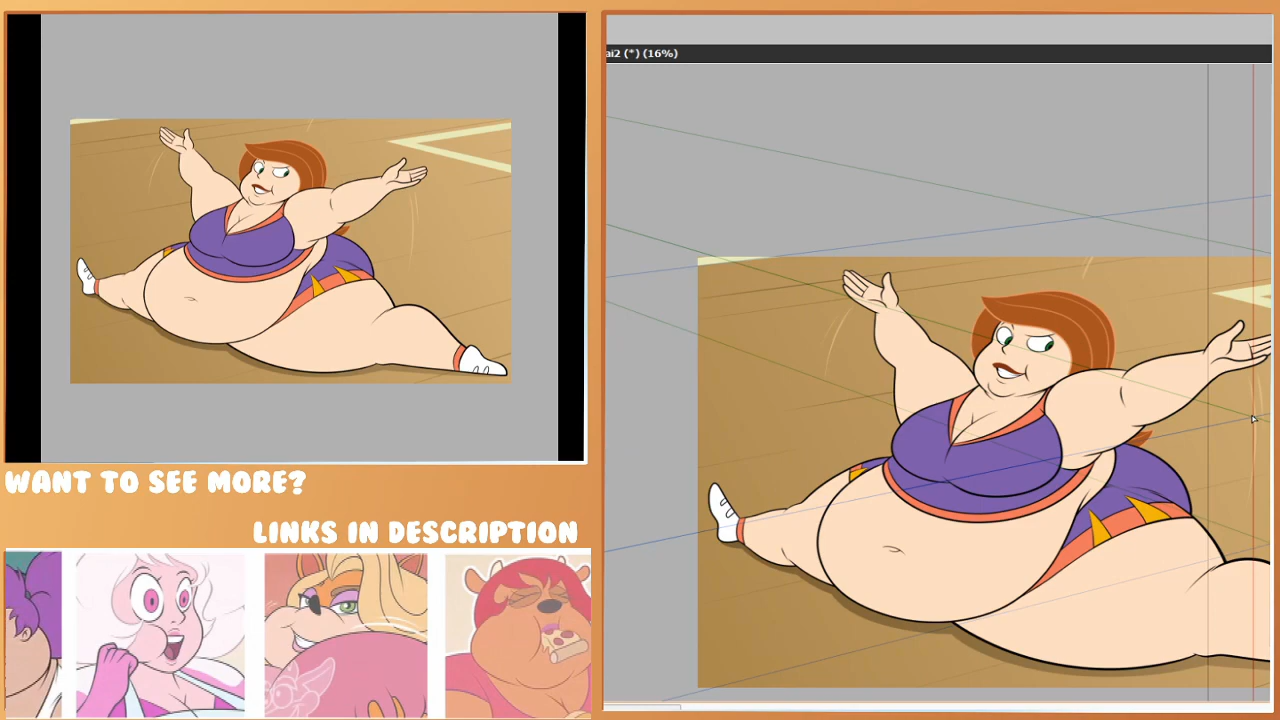 ai2 (*) (16%)
WANT TO SEE MORE?
LINKS IN DESCRIPTION